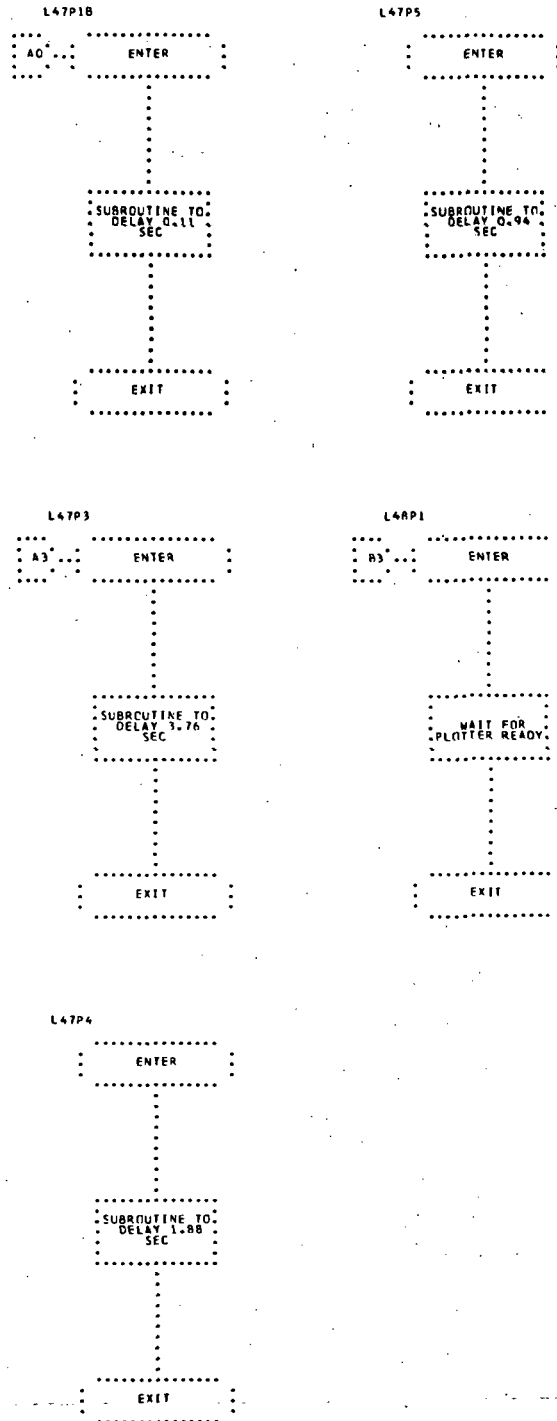 L47P1B
A0
ENTER
SUBROUTINE TO
DELAY 0.11
SEC
EXIT
L47P5
ENTER
SUBROUTINE TO
DELAY 0.94
SEC
EXIT
L47P3
A3
ENTER
SUBROUTINE TO
DELAY 3.76
SEC
EXIT
L48P1
B3
ENTER
WAIT FOR
PLOTTER READY
EXIT
L47P4
ENTER
SUBROUTINE TO
DELAY 1.88
SEC
EXIT